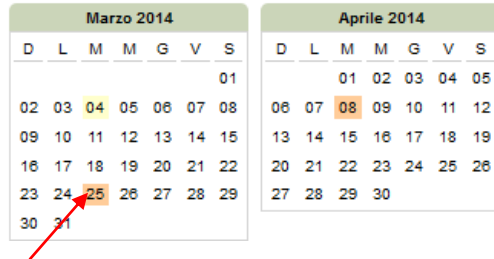 Marzo 2014
D L M M G V S
01
02 03 04 05 06 07 08
09 10 11 12 13 14 15
16 17 18 19 20 21 22
23 24 25 26 27 28 29
30 31
Aprile 2014
D L M M G V S
01 02 03 04 05
06 07 08 09 10 11 12
13 14 15 16 17 18 19
20 21 22 23 24 25 26
27 28 29 30